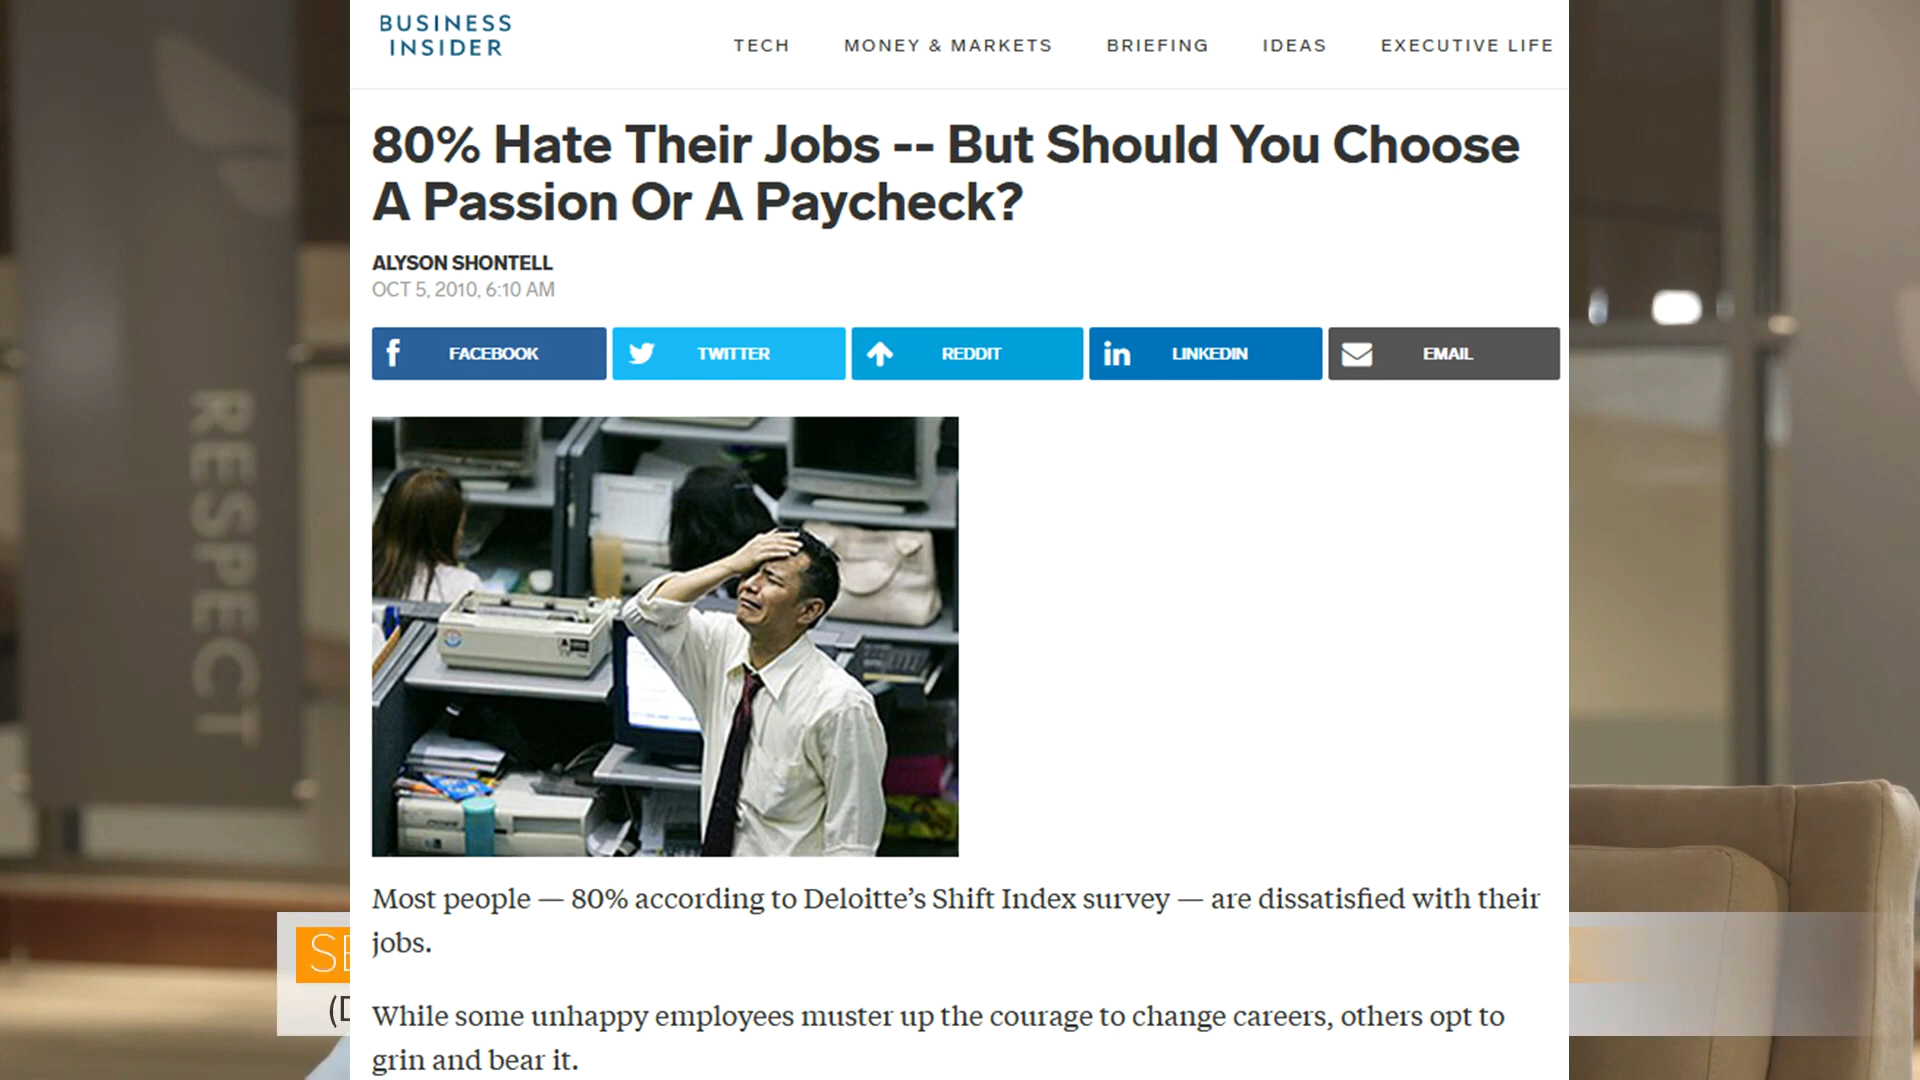 BUSINESS
INSIDER
TECH MONEY & MARKETS BRIEFING IDEAS EXECUTIVE LIFE
80% Hate Their Jobs -- But Should You Choose
A Passion Or A Paycheck?
ALYSON SHONTELL
OCT 5, 2010, 6:10 AM
FACEBOOK TWITTER REDDIT LINKEDIN EMAIL
RESPECT
Most people — 80% according to Deloitte’s Shift Index survey — are dissatisfied with their
jobs.
While some unhappy employees muster up the courage to change careers, others opt to
grin and bear it.